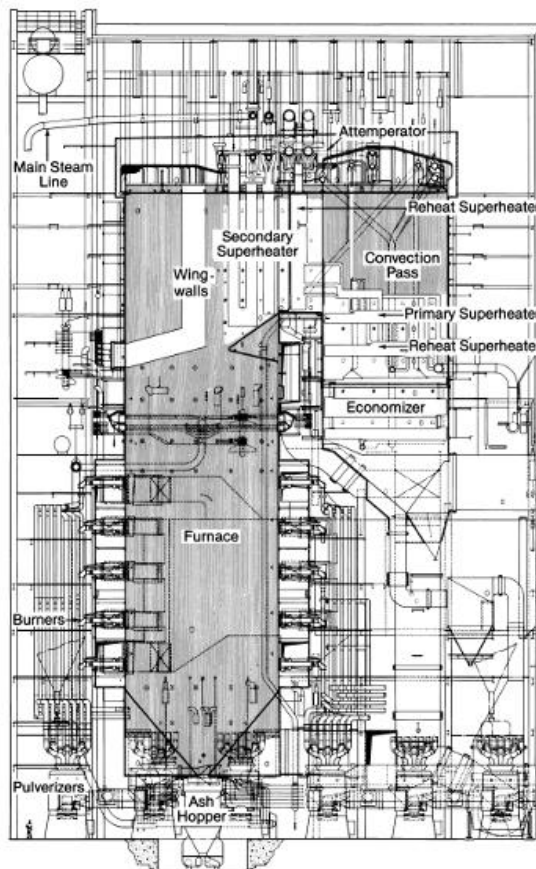 Attemperator
Main Steam
Line
Reheat Superheater
Secondary
Superheater
Convection
Pass
Wing-
walls
Primary Superheater
Reheat Superheater
Economizer
Furnace
Burners
Pulverizers
Ash
Hopper